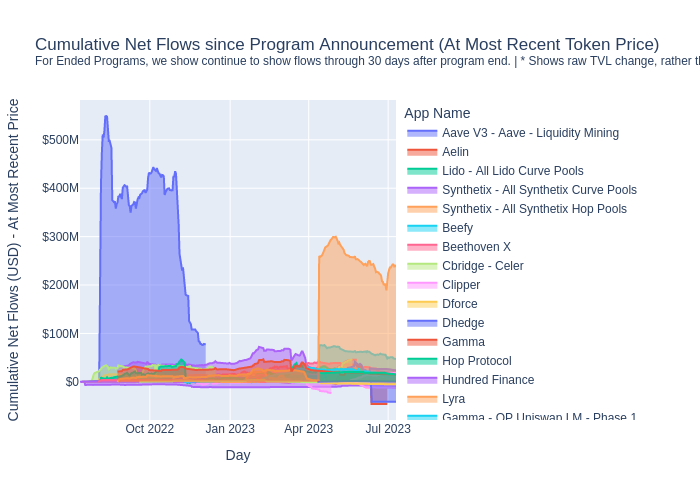 Cumulative Net Flows since Program Announcement (At Most Recent Token Price)
For Ended Programs, we show continue to show flows through 30 days after program end. | * Shows raw TVL change, rather
Cumulative Net Flows (USD) - At Most Recent Price
$500M
$400M
$300M
$200M
$100M
$0
Oct 2022
Jan 2023
Apr 2023
Jul 2023
Day
App Name
Aave V3 - Aave - Liquidity Mining
Aelin
Lido - All Lido Curve Pools
Synthetix - All Synthetix Curve Pools
Synthetix - All Synthetix Hop Pools
Beefy
Beethoven X
Cbridge - Celer
Clipper
Dforce
Dhedge
Gamma
Hop Protocol
Hundred Finance
Lyra
Gamma - OP Uniswap LM - Phase 1